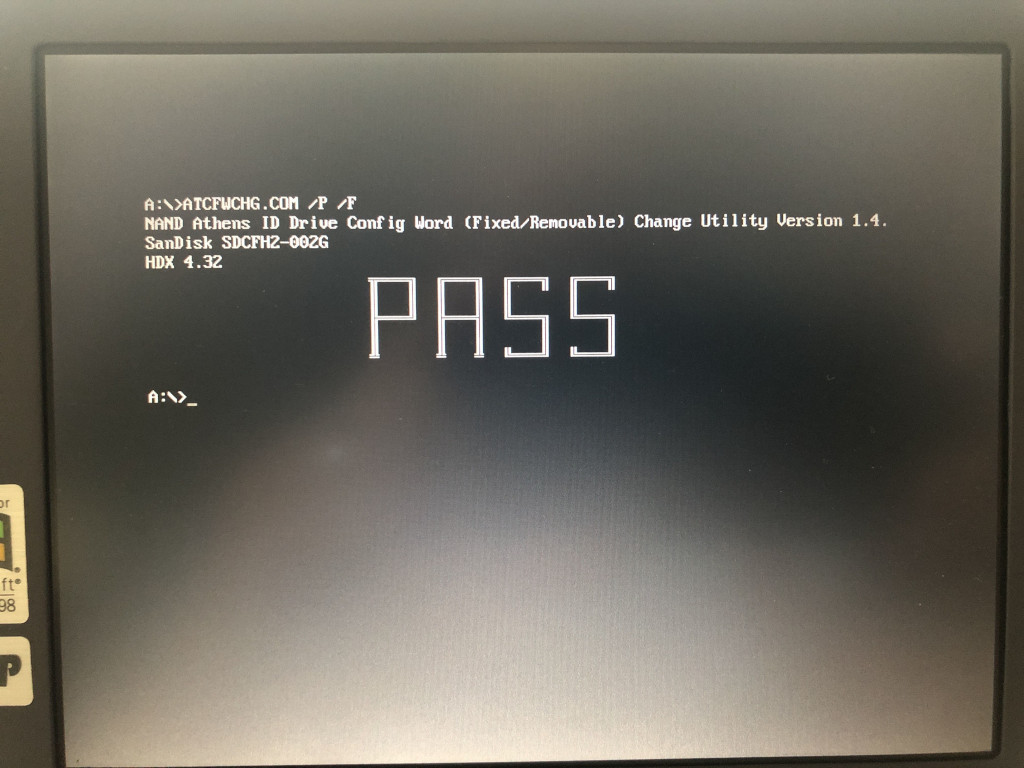 A:\>ATCFWCHG.COM /P /F
NAND Athens ID Drive Config Word (Fixed/Removable) Change Utility Version 1.4.
SanDisk SDCFH2-002G
HDX 4.32
PASS
A:\>_
or
ft
98
P